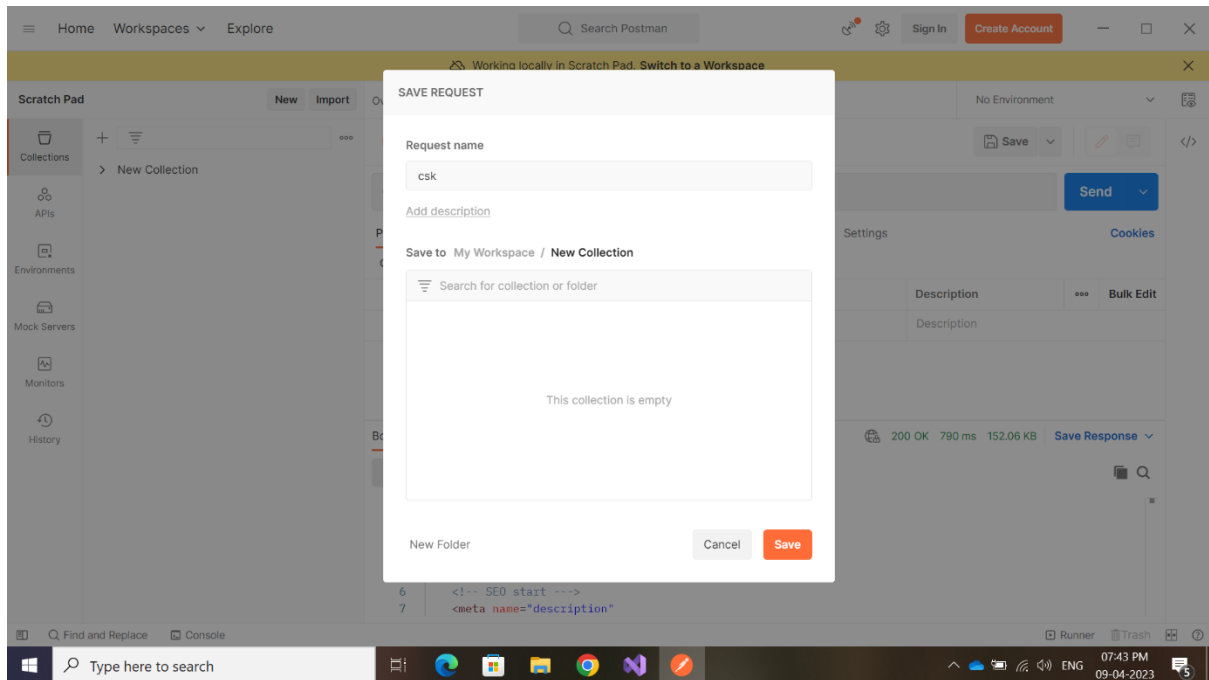 Home Workspaces Explore Search Postman Sign In Create Account
Working locally in Scratch Pad. Switch to a Workspace
Scratch Pad New Import Ov No Environment
SAVE REQUEST
Collections
New Collection
Save
Request name
csk
Send
APIs
Add description
P Settings Cookies
Save to My Workspace / New Collection
Environments
Search for collection or folder
Description Bulk Edit
Description
Mock Servers
Monitors
This collection is empty
History
Bo 200 OK 790 ms 152.06 KB Save Response
New Folder Cancel Save
6 <!-- SEO start --->
7 <meta name="description"
Find and Replace Console Runner Trash
Type here to search ENG 07:43 PM
09-04-2023 5